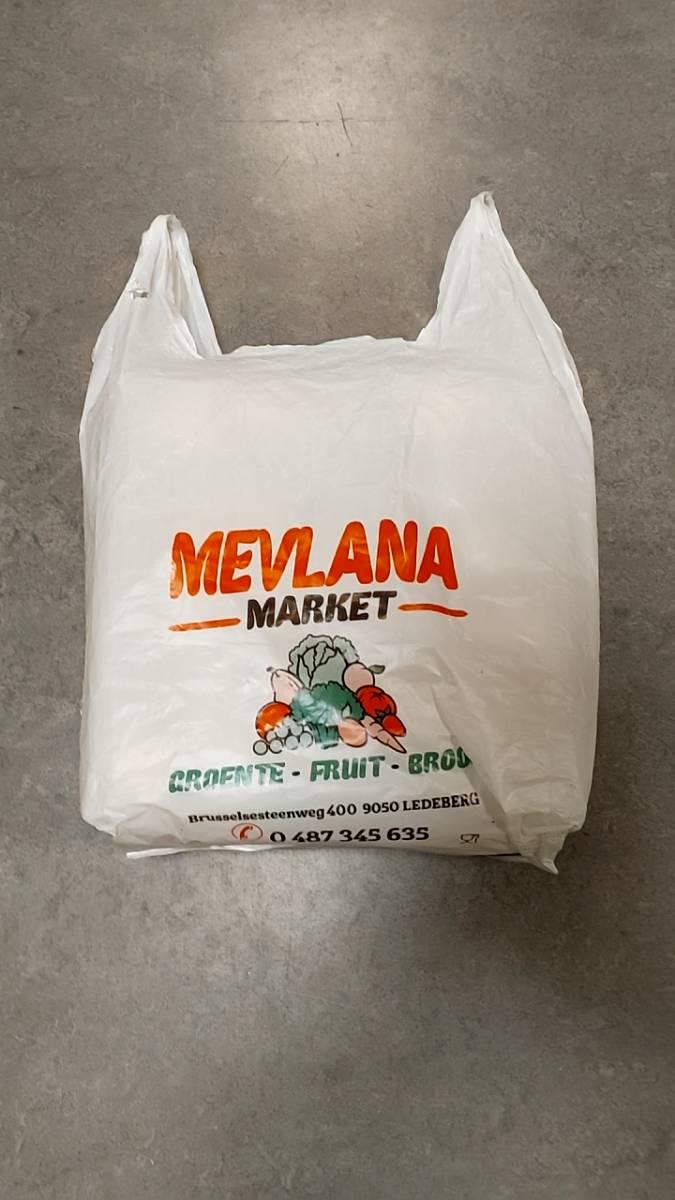 MEVLANA
MARKET
GROENTE - FRUIT - BROO
Brusselsesteenweg 400 9050 LEDEBERG
0 487 345 635